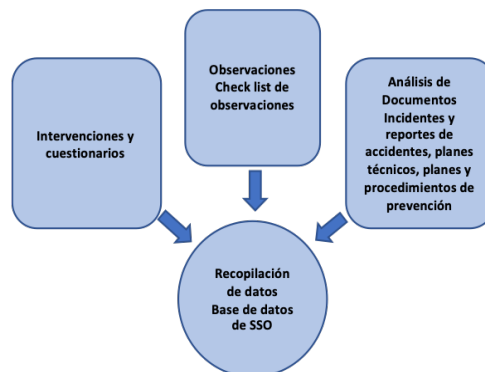 Intervenciones y
cuestionarios
Observaciones
Check list de
observaciones
Análisis de
Documentos
Incidentes y
reportes de
accidentes, planes
técnicos, planes y
procedimientos de
prevención
Recopilación
de datos
Base de datos
de SSO